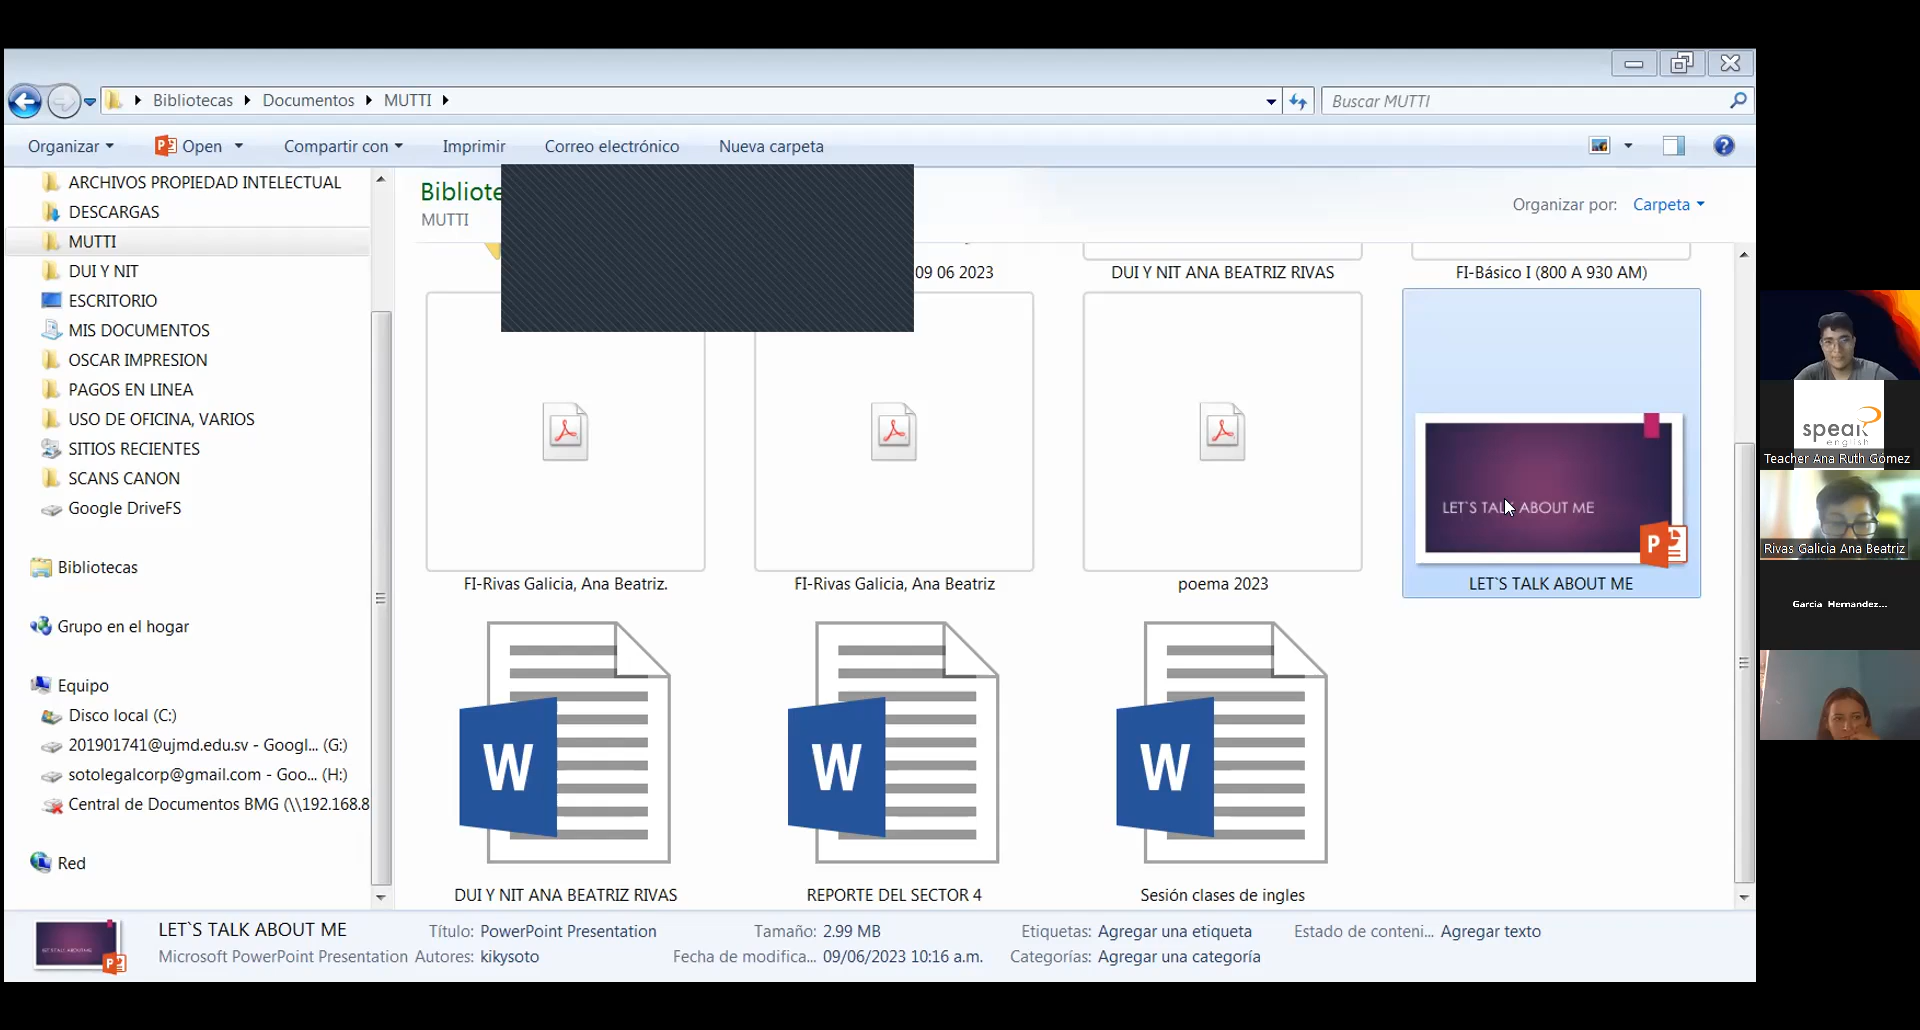 Bibliotecas
Documentos
MUTTI
Buscar MUTTI
Organizar
Open
Compartir con
Imprimir
Correo electrónico
Nueva carpeta
ARCHIVOS PROPIEDAD INTELECTUAL
DESCARGAS
MUTTI
DUI Y NIT
ESCRITORIO
MIS DOCUMENTOS
OSCAR IMPRESION
PAGOS EN LINEA
USO DE OFICINA, VARIOS
SITIOS RECIENTES
SCANS CANON
Google DriveFS
Bibliotecas
Grupo en el hogar
Equipo
Disco local (C:)
201901741@ujmd.edu.sv - Googl... (G:)
sotolegalcorp@gmail.com - Goo... (H:)
Central de Documentos BMG (\\192.168.8
Red
Bibliote
MUTTI
Organizar por: Carpeta
09 06 2023
DUI Y NIT ANA BEATRIZ RIVAS
FI-Básico I (800 A 930 AM)
FI-Rivas Galicia, Ana Beatriz.
FI-Rivas Galicia, Ana Beatriz
poema 2023
LET`S TALK ABOUT ME
LET`S TALK ABOUT ME
DUI Y NIT ANA BEATRIZ RIVAS
REPORTE DEL SECTOR 4
Sesión clases de ingles
LET`S TALK ABOUT ME
Microsoft PowerPoint Presentation
Título: PowerPoint Presentation
Autores: kikysoto
Tamaño: 2.99 MB
Fecha de modifica... 09/06/2023 10:16 a.m.
Etiquetas: Agregar una etiqueta
Categorías: Agregar una categoría
Estado de conteni... Agregar texto
speak
english
Teacher Ana Ruth Gómez
Rivas Galicia Ana Beatriz
Garcia Hernandez...